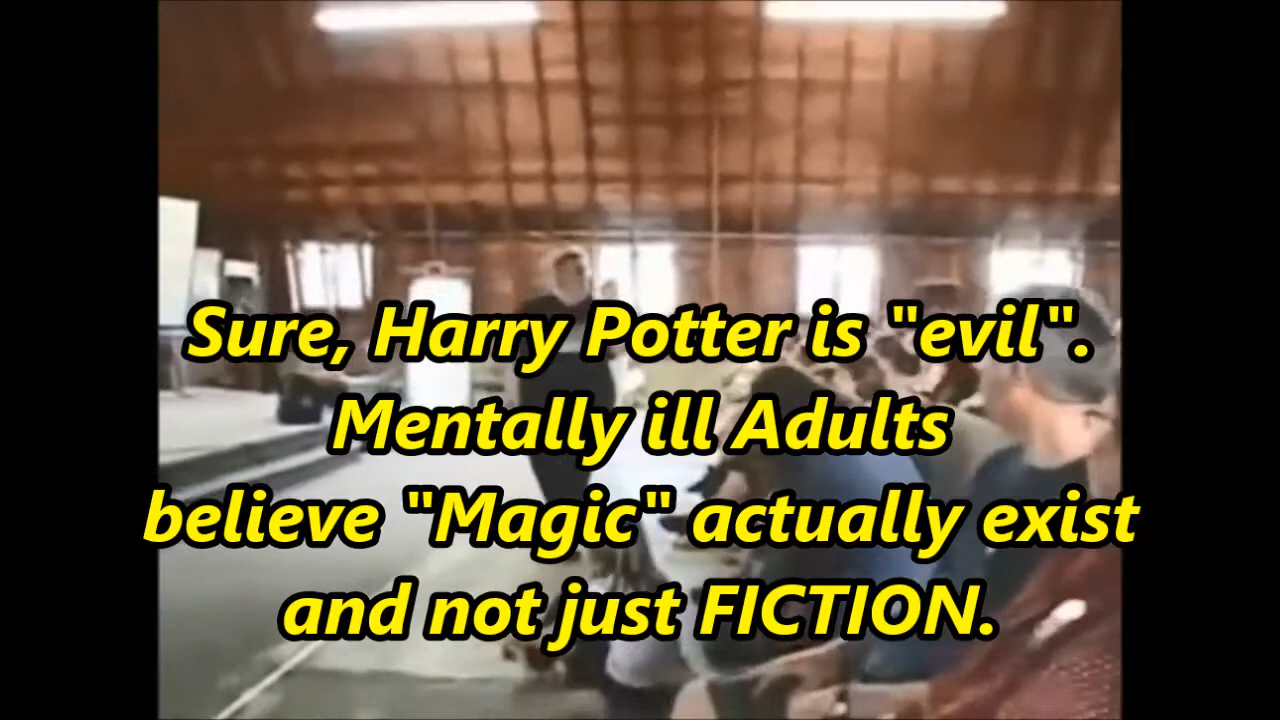 Sure, Harry Potter is "evil".
Mentally ill Adults
believe "Magic" actually exist
and not just FICTION.